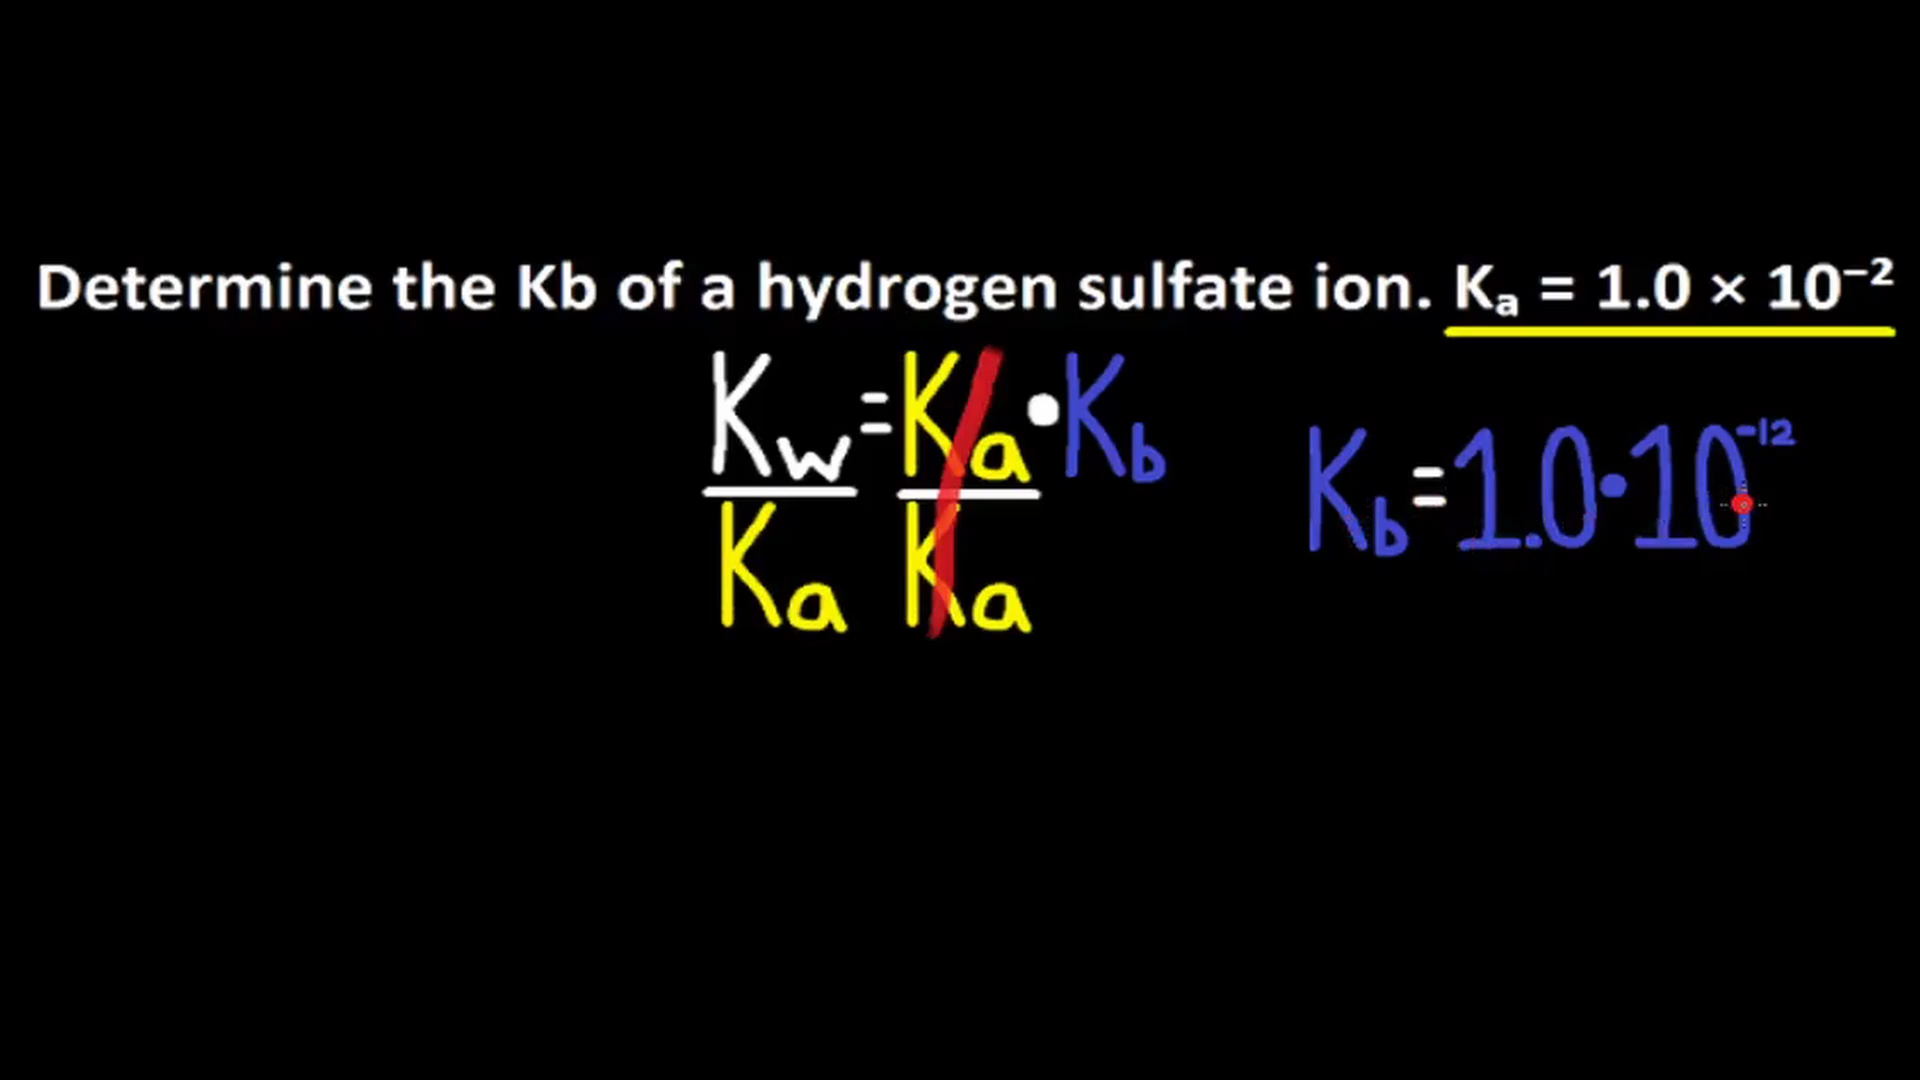 Determine the Kb of a hydrogen sulfate ion. Kₐ = 1.0 × 10⁻²
Kw = Ka • Kb
Ka Ka
Kb = 1.0 • 10⁻¹²